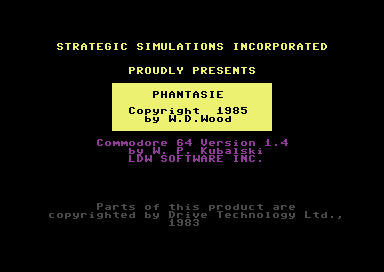 STRATEGIC SIMULATIONS INCORPORATED
PROUDLY PRESENTS
PHANTASIE
Copyright 1985
by W.D.Wood
Commodore 64 Version 1.4
by W. P. Kubalski
LDW SOFTWARE INC.
Parts of this product are
copyrighted by Drive Technology Ltd.,
1983